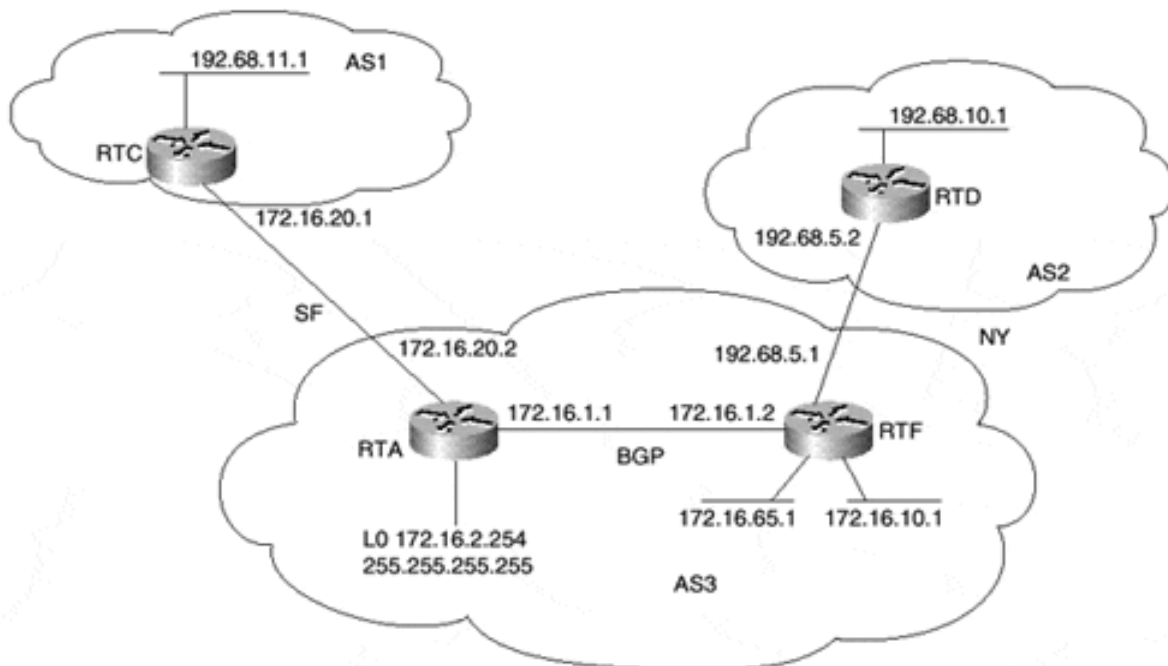 192.68.11.1
AS1
RTC
172.16.20.1
192.68.10.1
RTD
192.68.5.2
AS2
SF
NY
172.16.20.2
192.68.5.1
172.16.1.1
172.16.1.2
RTA
BGP
RTF
172.16.65.1
172.16.10.1
L0 172.16.2.254
255.255.255.255
AS3